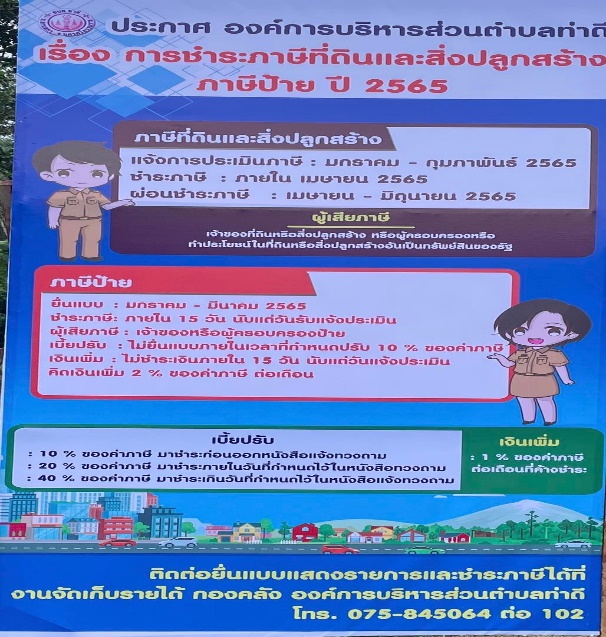 ประกาศ องค์การบริหารส่วนตำบลท่าดี
เรื่อง การชำระภาษีที่ดินและสิ่งปลูกสร้าง
ภาษีป้าย ปี 2565
ภาษีที่ดินและสิ่งปลูกสร้าง
แจ้งการประเมินภาษี : มกราคม - กุมภาพันธ์ 2565
ชำระภาษี : ภายใน เมษายน 2565
ผ่อนชำระภาษี : เมษายน - มิถุนายน 2565
ผู้เสียภาษี
เจ้าของที่ดินหรือสิ่งปลูกสร้าง หรือผู้ครอบครองหรือ
ทำประโยชน์ในที่ดินหรือสิ่งปลูกสร้างอันเป็นทรัพย์สินของรัฐ
ภาษีป้าย
ยื่นแบบ : มกราคม - มีนาคม 2565
ชำระภาษี: ภายใน 15 วัน นับแต่วันรับแจ้งประเมิน
ผู้เสียภาษี : เจ้าของหรือผู้ครอบครองป้าย
เบี้ยปรับ : ไม่ยื่นแบบภายในเวลาที่กำหนดปรับ 10 % ของค่าภาษี
เงินเพิ่ม : ไม่ชำระเงินภายใน 15 วัน นับแต่วันแจ้งประเมิน
คิดเงินเพิ่ม 2 % ของค่าภาษี ต่อเดือน
เบี้ยปรับ
: 10 % ของค่าภาษี มาชำระก่อนออกหนังสือแจ้งทวงถาม
: 20 % ของค่าภาษี มาชำระภายในวันที่กำหนดไว้ในหนังสือทวงถาม
: 40 % ของค่าภาษี มาชำระเกินวันที่กำหนดไว้ในหนังสือแจ้งทวงถาม
เงินเพิ่ม
: 1 % ของค่าภาษี
ต่อเดือนที่ค้างชำระ
ติดต่อยื่นแบบแสดงรายการและชำระภาษีได้ที่
งานจัดเก็บรายได้ กองคลัง องค์การบริหารส่วนตำบลท่าดี
โทร. 075-845064 ต่อ 102